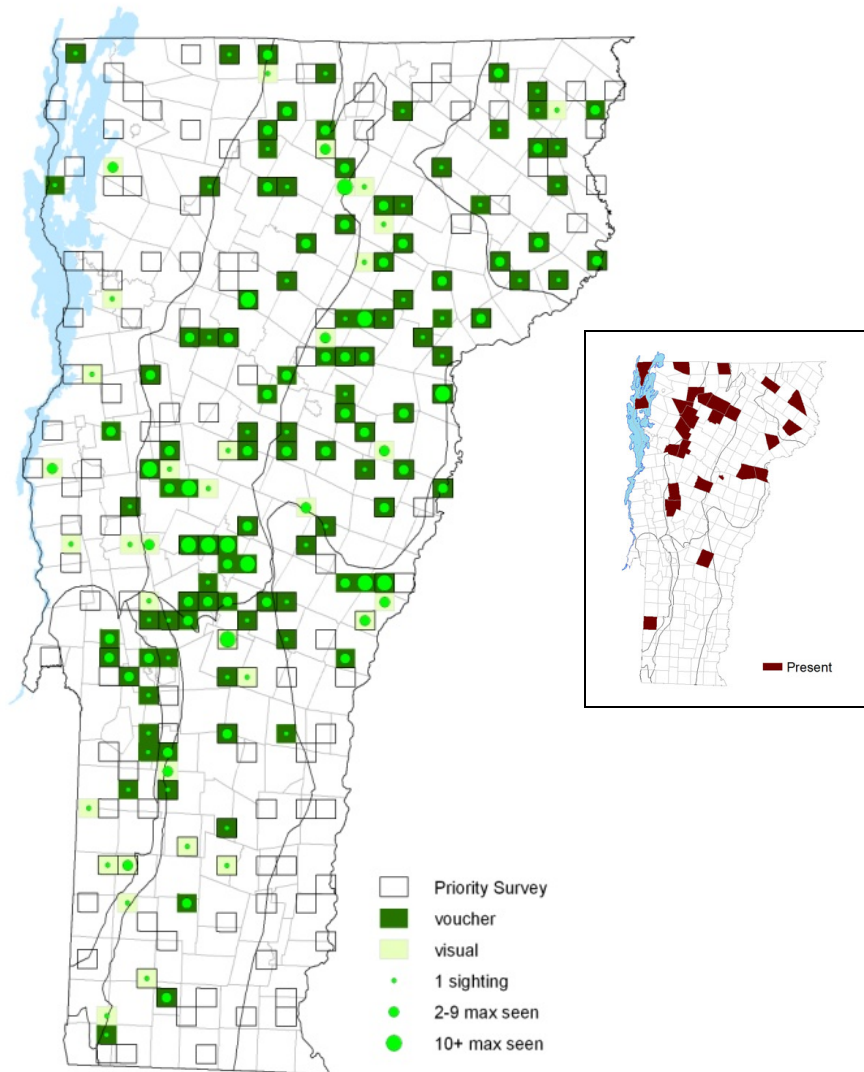 Present
Priority Survey
voucher
visual
1 sighting
2-9 max seen
10+ max seen